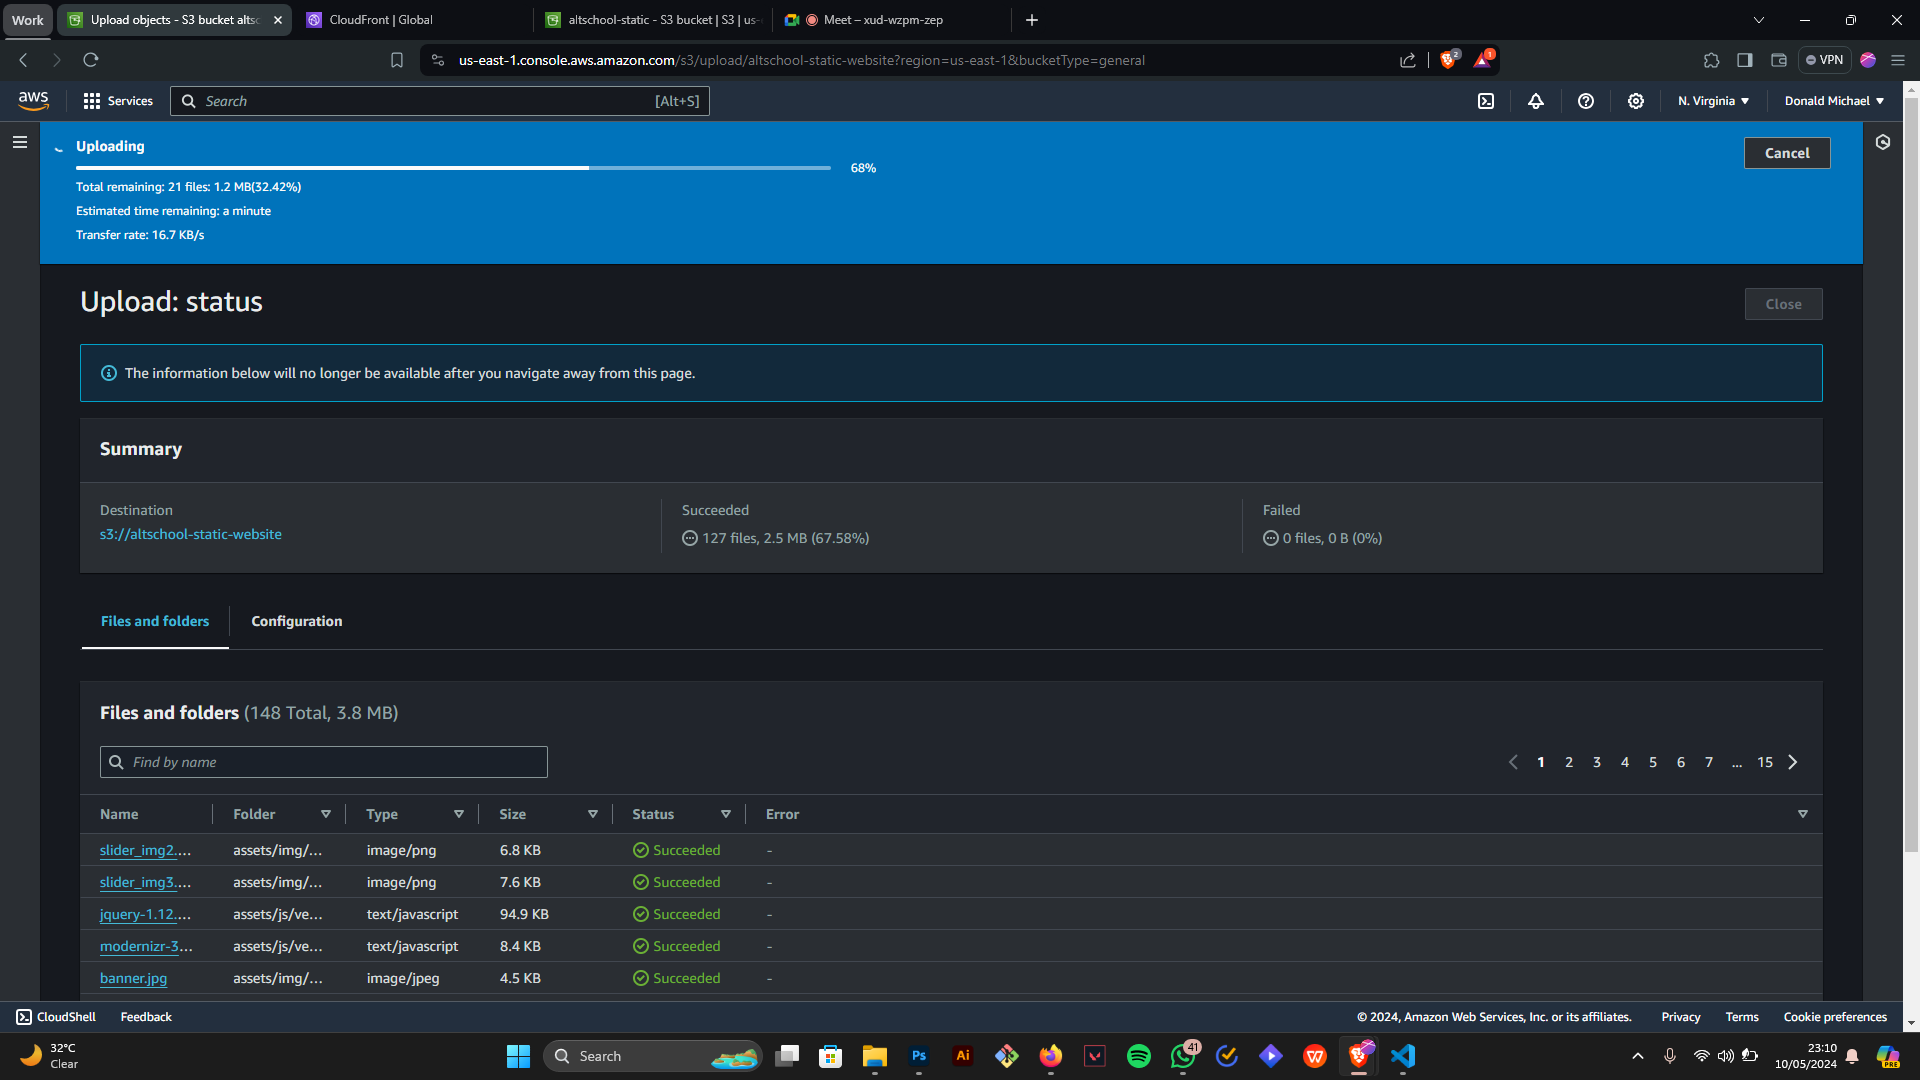 Work
Upload objects - S3 bucket altsc
CloudFront | Global
altschool-static - S3 bucket | S3 | us-
Meet – xud-wzpm-zep
us-east-1.console.aws.amazon.com/s3/upload/altschool-static-website?region=us-east-1&bucketType=general
2
1
VPN
aws
Services
Search
[Alt+S]
N. Virginia
Donald Michael
Uploading
68%
Cancel
Total remaining: 21 files: 1.2 MB(32.42%)
Estimated time remaining: a minute
Transfer rate: 16.7 KB/s
Upload: status
Close
The information below will no longer be available after you navigate away from this page.
Summary
Destination
s3://altschool-static-website
Succeeded
127 files, 2.5 MB (67.58%)
Failed
0 files, 0 B (0%)
Files and folders
Configuration
Files and folders (148 Total, 3.8 MB)
Find by name
1 2 3 4 5 6 7 ... 15
Name Folder Type Size Status Error
slider_img2.... assets/img/... image/png 6.8 KB Succeeded -
slider_img3.... assets/img/... image/png 7.6 KB Succeeded -
jquery-1.12.... assets/js/ve... text/javascript 94.9 KB Succeeded -
modernizr-3... assets/js/ve... text/javascript 8.4 KB Succeeded -
banner.jpg assets/img/... image/jpeg 4.5 KB Succeeded -
CloudShell
Feedback
© 2024, Amazon Web Services, Inc. or its affiliates.
Privacy
Terms
Cookie preferences
32°C
Clear
Search
Ps
Ai
41
23:10
10/05/2024
PRE